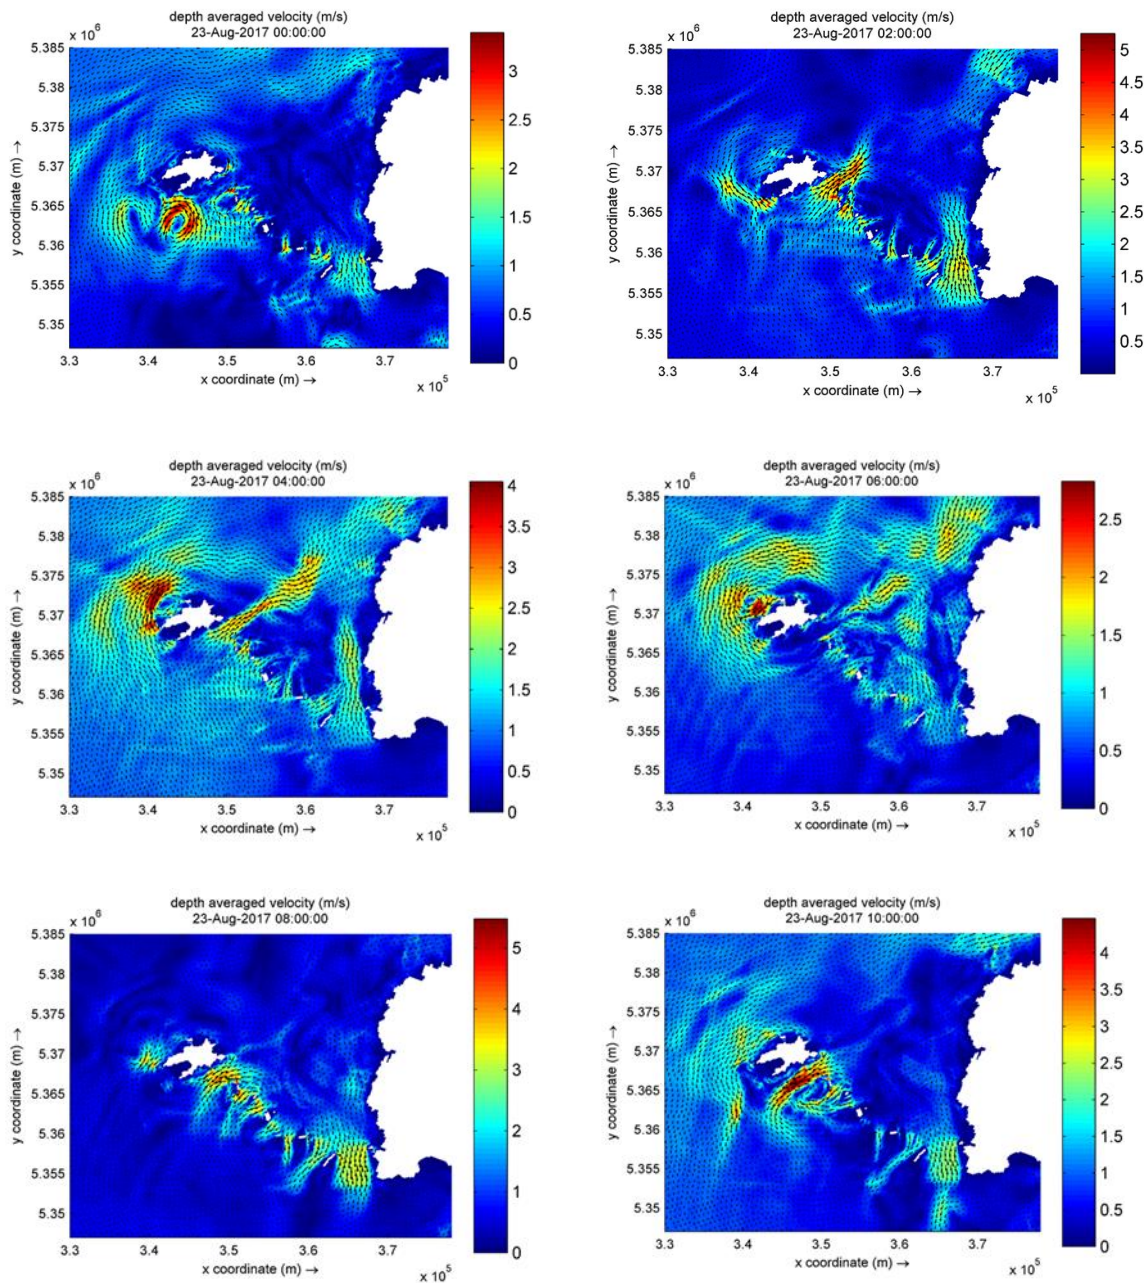 depth averaged velocity (m/s)
23-Aug-2017 00:00:00
x 10^6
5.385
5.38
5.375
5.37
5.365
5.36
5.355
5.35
y coordinate (m) →
3.3 3.4 3.5 3.6 3.7
x 10^5
x coordinate (m) →
3
2.5
2
1.5
1
0.5
0
depth averaged velocity (m/s)
23-Aug-2017 02:00:00
x 10^6
5.385
5.38
5.375
5.37
5.365
5.36
5.355
5.35
y coordinate (m) →
3.3 3.4 3.5 3.6 3.7
x coordinate (m) →
x 10^5
5
4.5
4
3.5
3
2.5
2
1.5
1
0.5
depth averaged velocity (m/s)
23-Aug-2017 04:00:00
x 10^6
5.385
5.38
5.375
5.37
5.365
5.36
5.355
5.35
y coordinate (m) →
3.3 3.4 3.5 3.6 3.7
x coordinate (m) →
x 10^5
4
3.5
3
2.5
2
1.5
1
0.5
0
depth averaged velocity (m/s)
23-Aug-2017 06:00:00
x 10^6
5.385
5.38
5.375
5.37
5.365
5.36
5.355
5.35
y coordinate (m) →
3.3 3.4 3.5 3.6 3.7
x coordinate (m) →
x 10^5
2.5
2
1.5
1
0.5
0
depth averaged velocity (m/s)
23-Aug-2017 08:00:00
x 10^6
5.385
5.38
5.375
5.37
5.365
5.36
5.355
5.35
y coordinate (m) →
3.3 3.4 3.5 3.6 3.7
x coordinate (m) →
x 10^5
5
4
3
2
1
0
depth averaged velocity (m/s)
23-Aug-2017 10:00:00
x 10^6
5.385
5.38
5.375
5.37
5.365
5.36
5.355
5.35
y coordinate (m) →
3.3 3.4 3.5 3.6 3.7
x coordinate (m) →
x 10^5
4
3.5
3
2.5
2
1.5
1
0.5
0